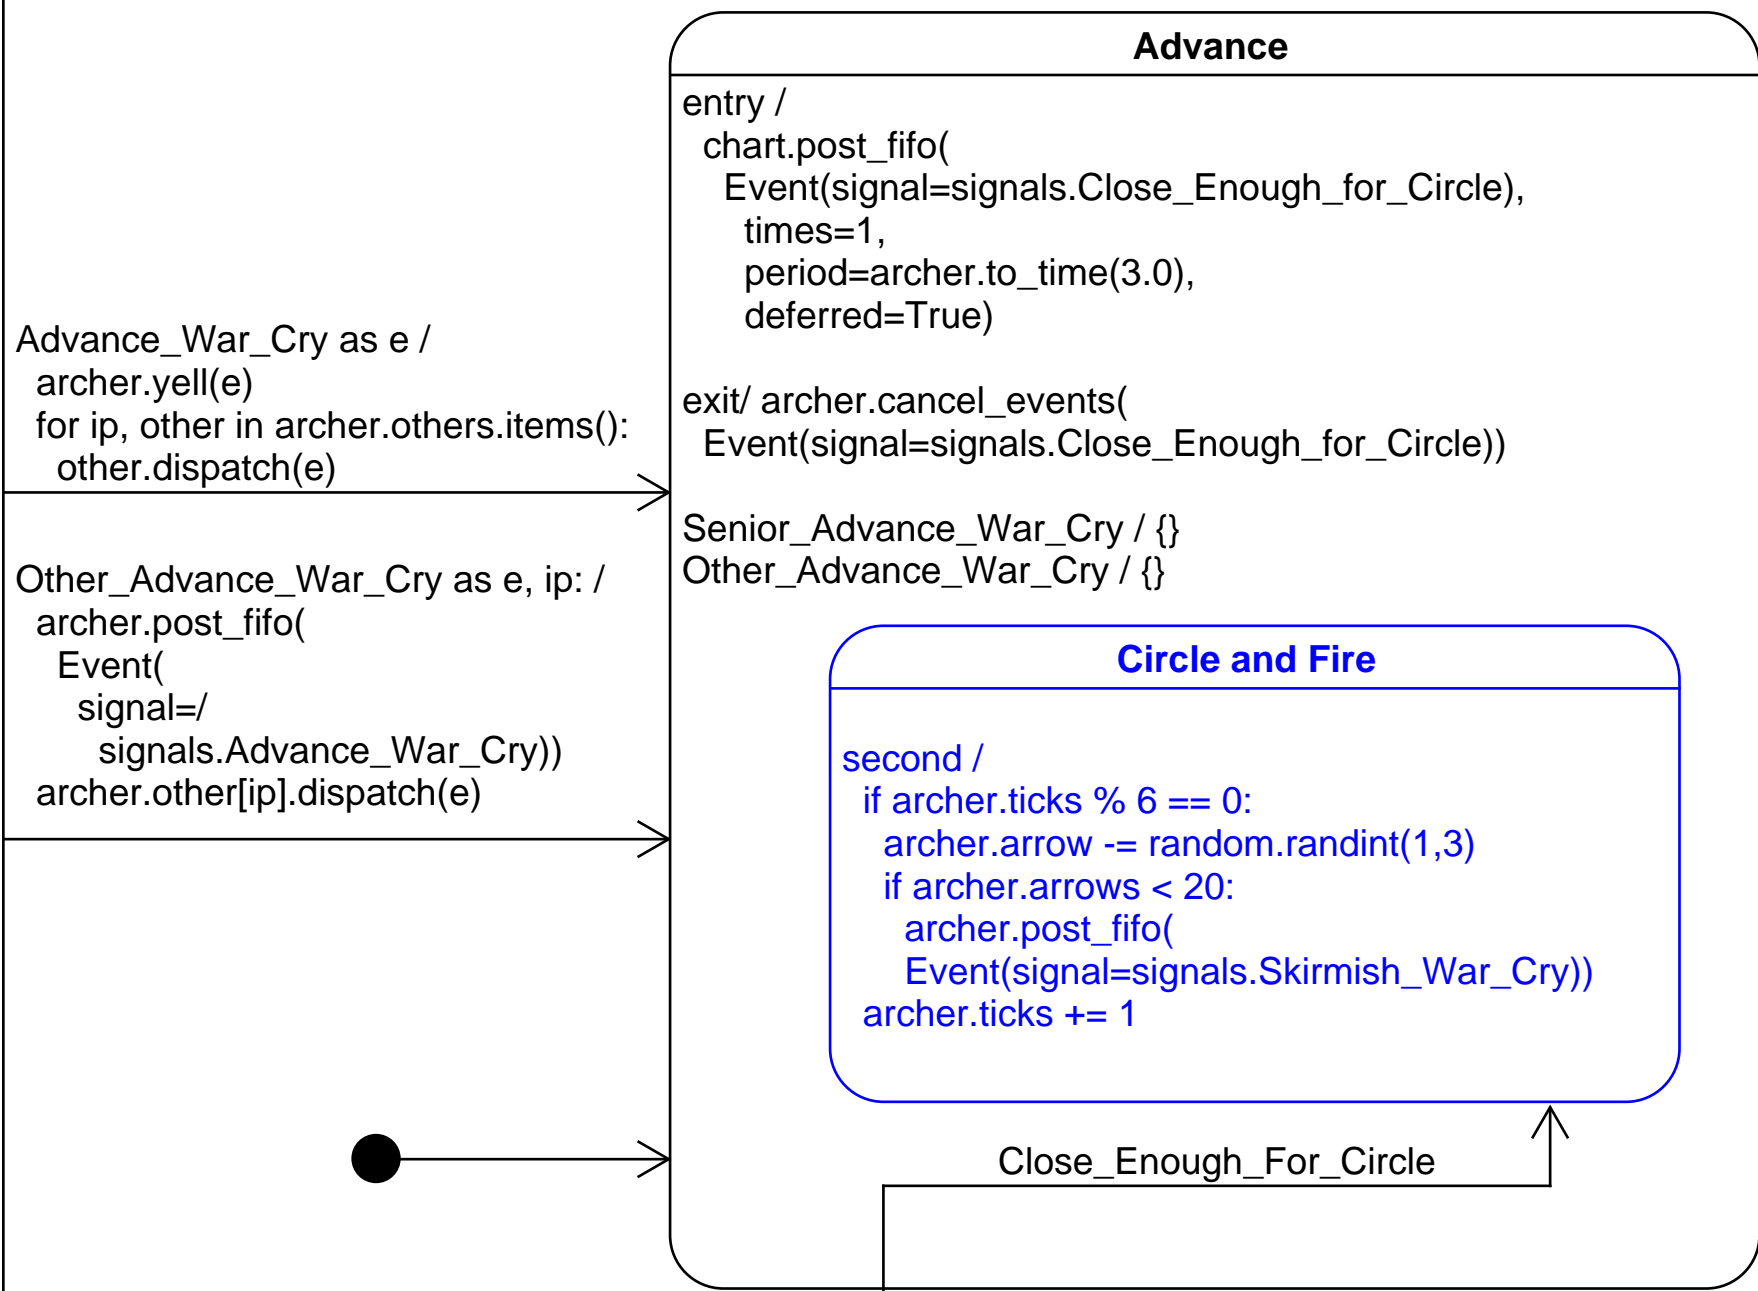 Advance
entry /
chart.post_fifo(
Event(signal=signals.Close_Enough_for_Circle),
times=1,
period=archer.to_time(3.0),
deferred=True)
exit/ archer.cancel_events(
Event(signal=signals.Close_Enough_for_Circle))
Senior_Advance_War_Cry / {}
Other_Advance_War_Cry / {}
Advance_War_Cry as e /
archer.yell(e)
for ip, other in archer.others.items():
other.dispatch(e)
Other_Advance_War_Cry as e, ip: /
archer.post_fifo(
Event(
signal=/
signals.Advance_War_Cry))
archer.other[ip].dispatch(e)
Circle and Fire
second /
if archer.ticks % 6 == 0:
archer.arrow -= random.randint(1,3)
if archer.arrows < 20:
archer.post_fifo(
Event(signal=signals.Skirmish_War_Cry))
archer.ticks += 1
Close_Enough_For_Circle